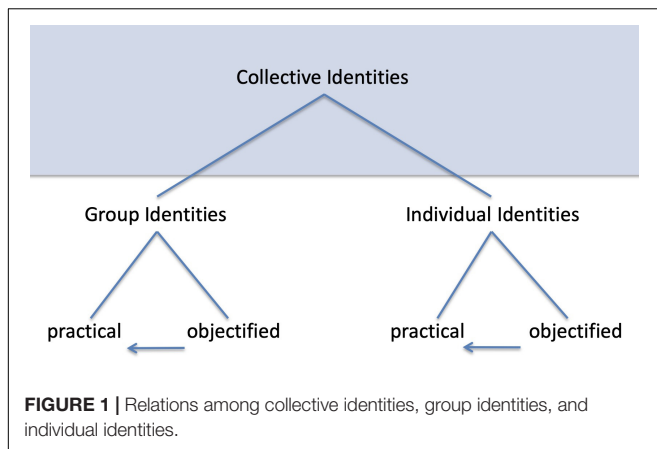 Collective Identities
Group Identities
Individual Identities
practical
objectified
practical
objectified
FIGURE 1 | Relations among collective identities, group identities, and
individual identities.